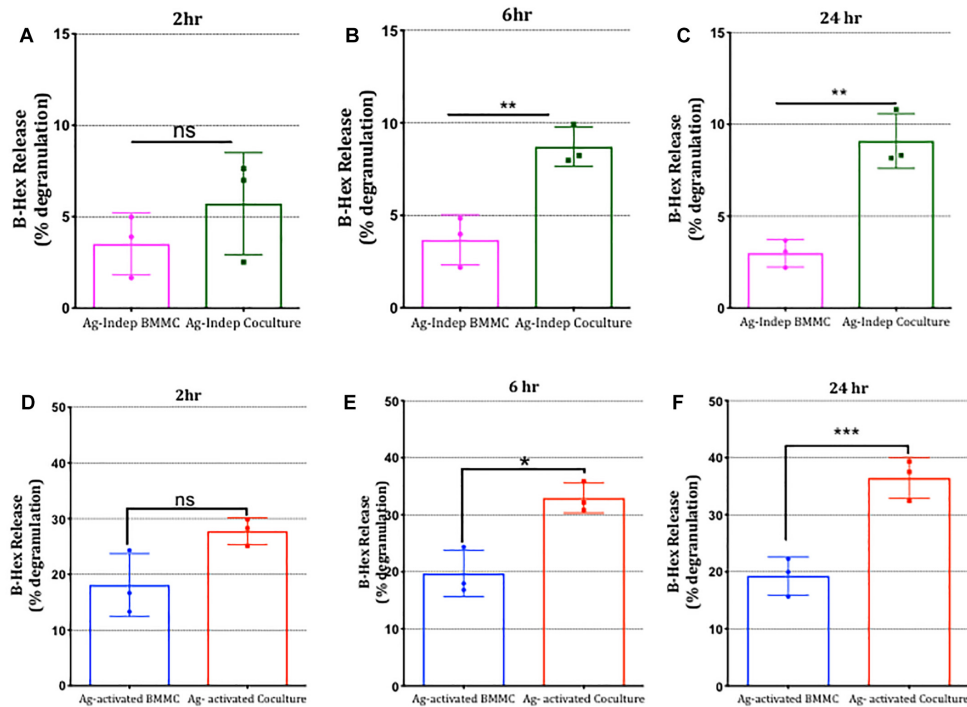 A
2hr
B-Hex Release
(% degranulation)
15
10
5
0
ns
Ag-Indep BMMC Ag-Indep Coculture
B
6hr
B-Hex Release
(% degranulation)
15
10
5
0
**
Ag-Indep BMMC Ag-Indep Coculture
C
24 hr
B-Hex Release
(% degranulation)
15
10
5
0
**
Ag-Indep BMMC Ag-Indep Coculture
D
2hr
B-Hex Release
(% degranulation)
50
40
30
20
10
0
ns
Ag-activated BMMC Ag- activated Coculture
E
6 hr
B-Hex Release
(% degranulation)
50
40
30
20
10
0
*
Ag-activated BMMC Ag- activated Coculture
F
24 hr
B-Hex Release
(% degranulation)
50
40
30
20
10
0
***
Ag-activated BMMC Ag- activated Coculture